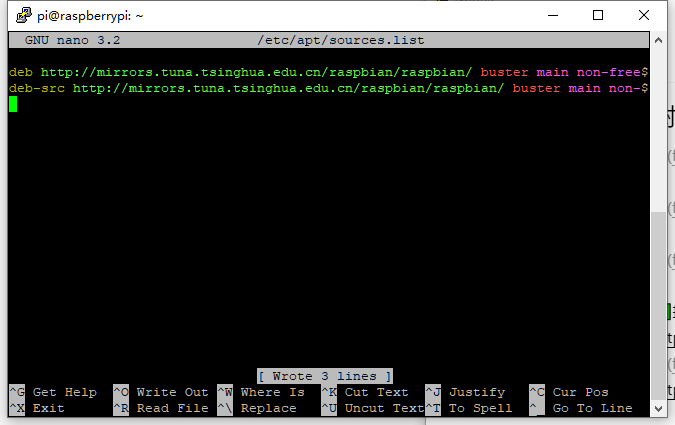 pi@raspberrypi: ~
GNU nano 3.2 /etc/apt/sources.list
deb http://mirrors.tuna.tsinghua.edu.cn/raspbian/raspbian/ buster main non-free$
deb-src http://mirrors.tuna.tsinghua.edu.cn/raspbian/raspbian/ buster main non-$
[ Wrote 3 lines ]
^G Get Help ^O Write Out ^W Where Is ^K Cut Text ^J Justify ^C Cur Pos
^X Exit ^R Read File ^\ Replace ^U Uncut Text ^T To Spell ^_ Go To Line